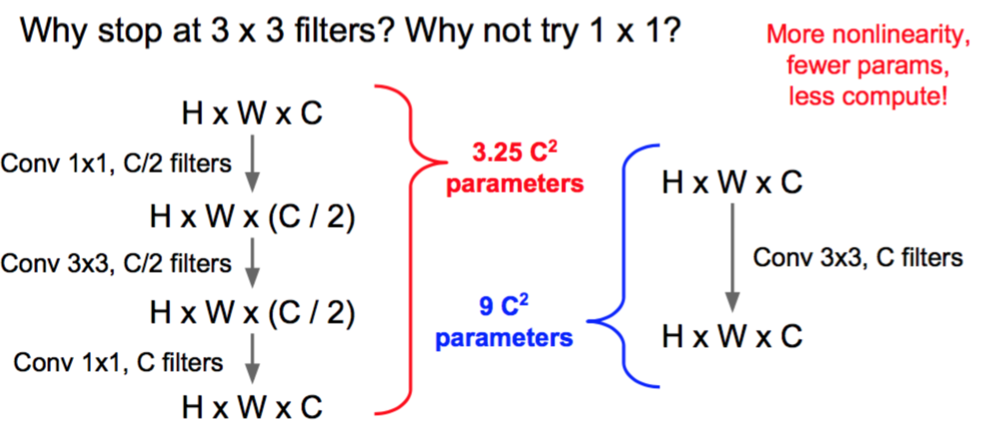 Why stop at 3 x 3 filters? Why not try 1 x 1?
More nonlinearity,
fewer params,
less compute!
H x W x C
Conv 1x1, C/2 filters
H x W x (C / 2)
Conv 3x3, C/2 filters
H x W x (C / 2)
Conv 1x1, C filters
H x W x C
3.25 C²
parameters
9 C²
parameters
H x W x C
Conv 3x3, C filters
H x W x C